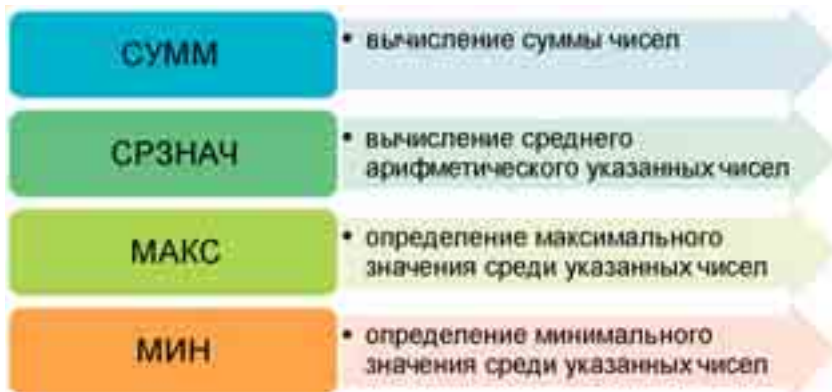 СУММ
• вычисление суммы чисел
СРЗНАЧ
• вычисление среднего
арифметического указанных чисел
МАКС
• определение максимального
значения среди указанных чисел
МИН
• определение минимального
значения среди указанных чисел